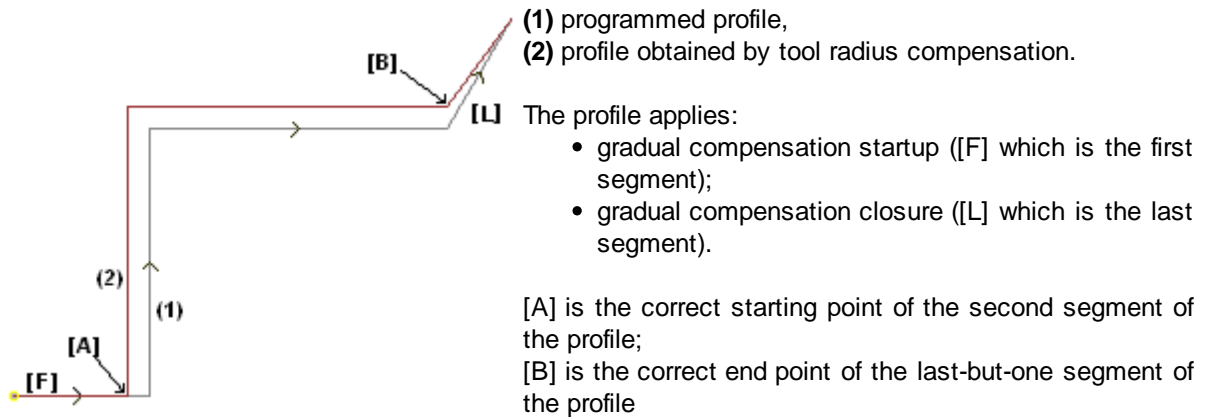 (1) programmed profile,
(2) profile obtained by tool radius compensation.
[B]
[L]
The profile applies:
• gradual compensation startup ([F] which is the first
segment);
• gradual compensation closure ([L] which is the last
segment).
(2)
(1)
[A]
[F]
[A] is the correct starting point of the second segment of
the profile;
[B] is the correct end point of the last-but-one segment of
the profile